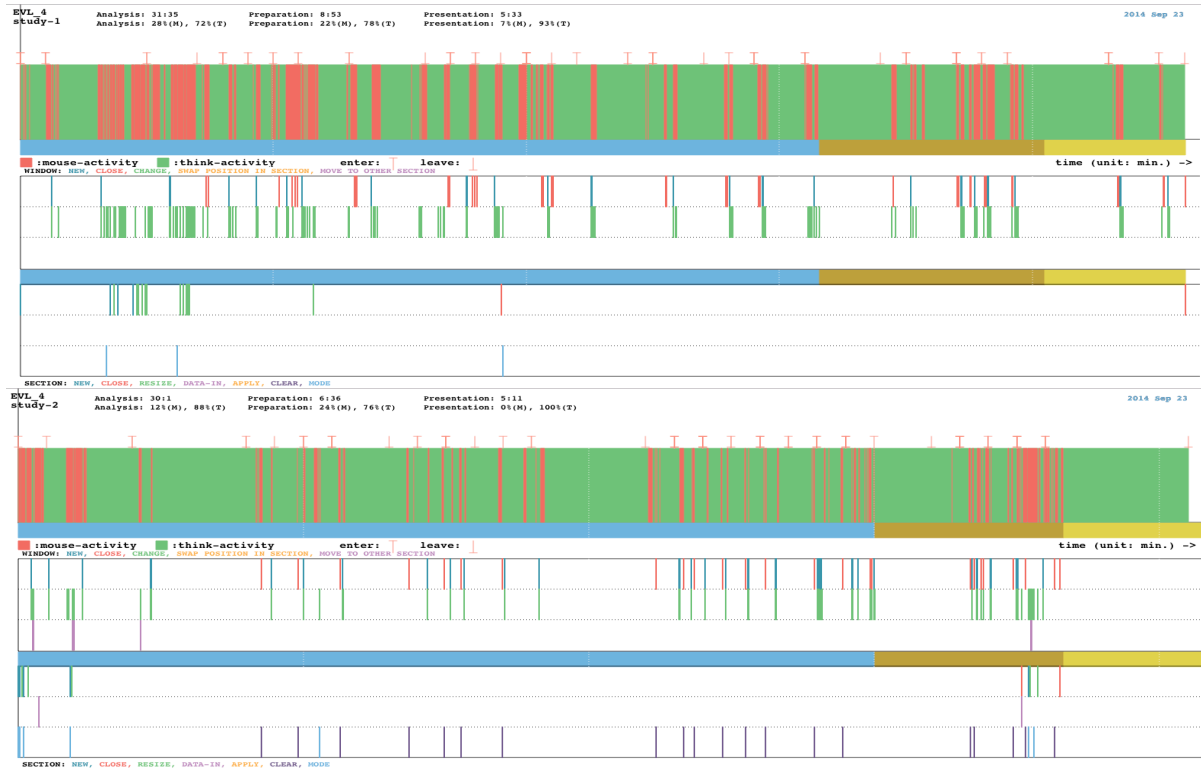 EVL_4
study-1
Analysis: 31:35 Preparation: 8:53 Presentation: 5:33
Analysis: 28%(M), 72%(T) Preparation: 22%(M), 78%(T) Presentation: 7%(M), 93%(T)
2014 Sep 23
:mouse-activity :think-activity enter: leave: time (unit: min.) ->
WINDOW: NEW, CLOSE, CHANGE, SWAP POSITION IN SECTION, MOVE TO OTHER SECTION
SECTION: NEW, CLOSE, RESIZE, DATA-IN, APPLY, CLEAR, MODE
EVL_4
study-2
Analysis: 30:1 Preparation: 6:36 Presentation: 5:11
Analysis: 12%(M), 88%(T) Preparation: 24%(M), 76%(T) Presentation: 0%(M), 100%(T)
2014 Sep 23
:mouse-activity :think-activity enter: leave: time (unit: min.) ->
WINDOW: NEW, CLOSE, CHANGE, SWAP POSITION IN SECTION, MOVE TO OTHER SECTION
SECTION: NEW, CLOSE, RESIZE, DATA-IN, APPLY, CLEAR, MODE